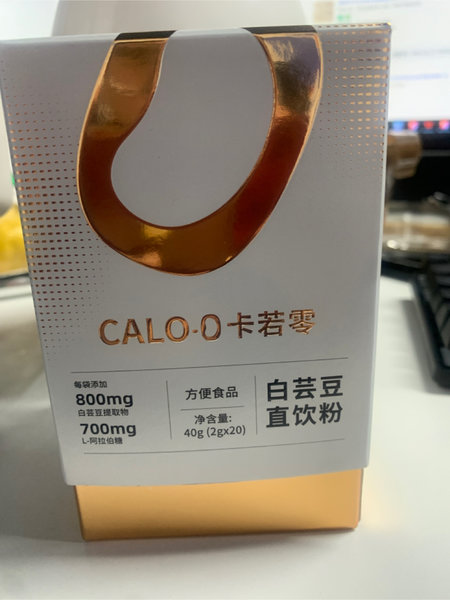 CALO·0 卡若零
每袋添加
800mg
白芸豆提取物
700mg
L-阿拉伯糖
方便食品
净含量:
40g (2gx20)
白芸豆
直饮粉